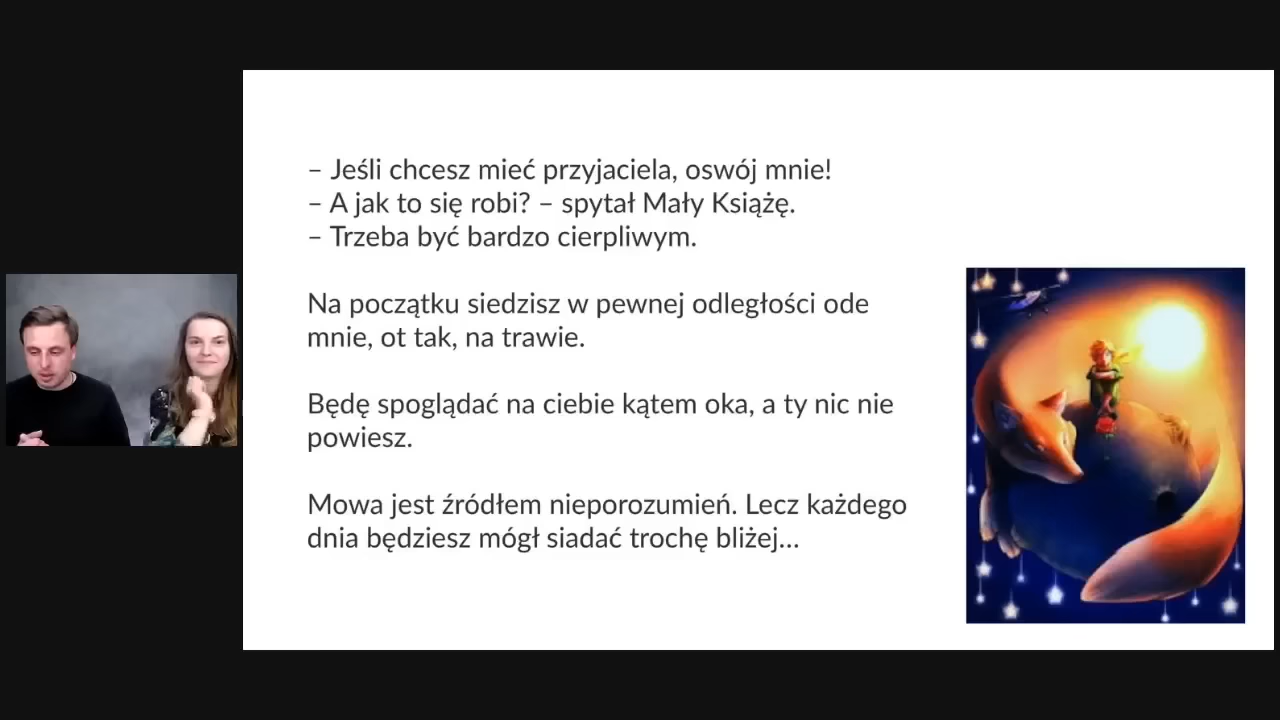 – Jeśli chcesz mieć przyjaciela, oswój mnie!
– A jak to się robi? – spytał Mały Książę.
– Trzeba być bardzo cierpliwym.
Na początku siedzisz w pewnej odległości ode
mnie, ot tak, na trawie.
Będę spoglądać na ciebie kątem oka, a ty nic nie
powiesz.
Mowa jest źródłem nieporozumień. Lecz każdego
dnia będziesz mógł siadać trochę bliżej...